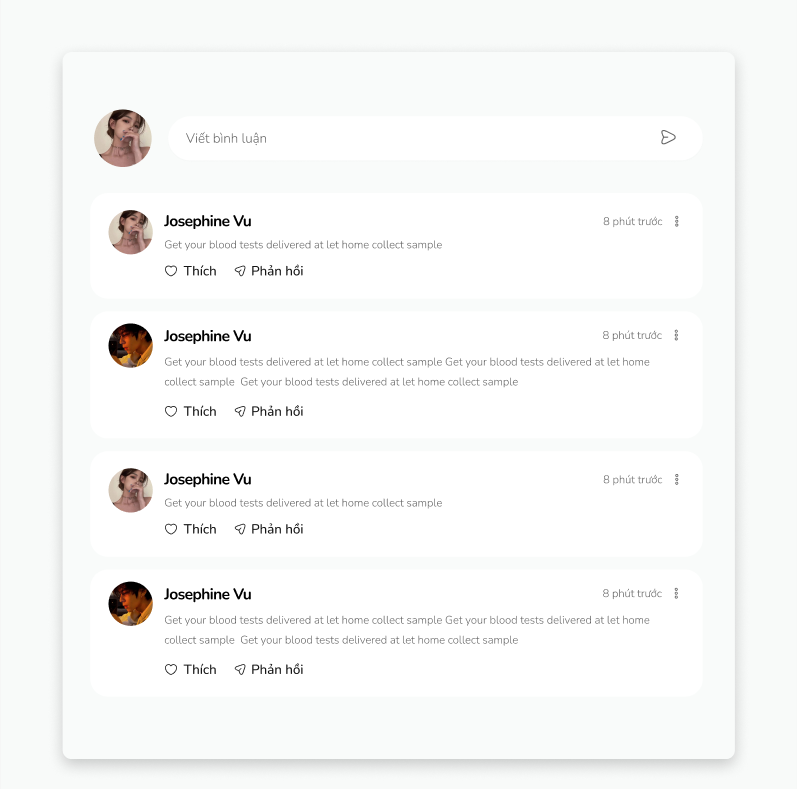 Viết bình luận
Josephine Vu 8 phút trước
Get your blood tests delivered at let home collect sample
Thích Phản hồi
Josephine Vu 8 phút trước
Get your blood tests delivered at let home collect sample Get your blood tests delivered at let home
collect sample Get your blood tests delivered at let home collect sample
Thích Phản hồi
Josephine Vu 8 phút trước
Get your blood tests delivered at let home collect sample
Thích Phản hồi
Josephine Vu 8 phút trước
Get your blood tests delivered at let home collect sample Get your blood tests delivered at let home
collect sample Get your blood tests delivered at let home collect sample
Thích Phản hồi